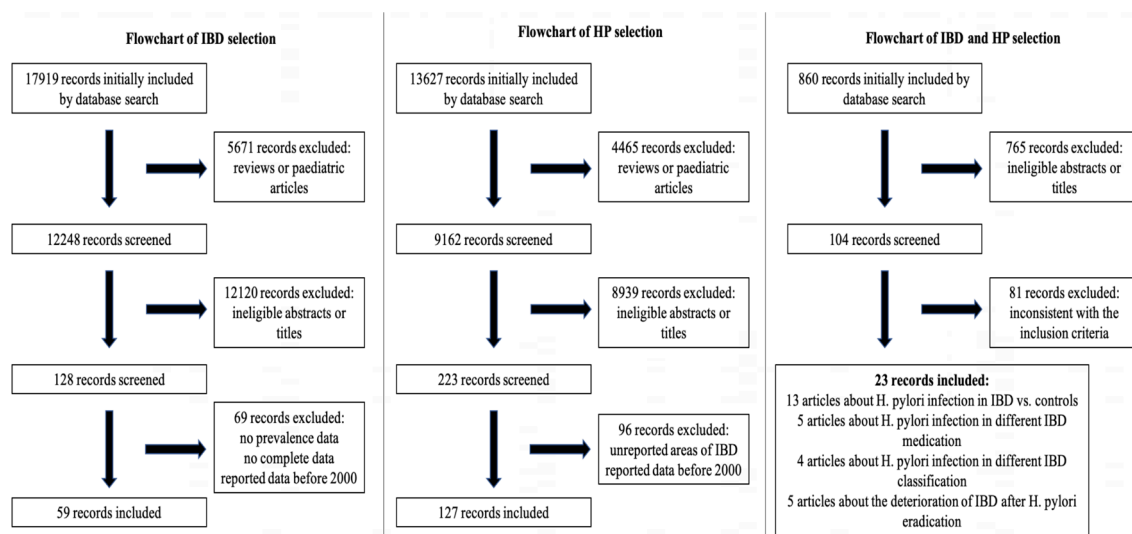 Flowchart of IBD selection
17919 records initially included
by database search
5671 records excluded:
reviews or paediatric
articles
12248 records screened
12120 records excluded:
ineligible abstracts or
titles
128 records screened
69 records excluded:
no prevalence data
no complete data
reported data before 2000
59 records included
Flowchart of HP selection
13627 records initially included
by database search
4465 records excluded:
reviews or paediatric
articles
9162 records screened
8939 records excluded:
ineligible abstracts or
titles
223 records screened
96 records excluded:
unreported areas of IBD
reported data before 2000
127 records included
Flowchart of IBD and HP selection
860 records initially included by
database search
765 records excluded:
ineligible abstracts or
titles
104 records screened
81 records excluded:
inconsistent with the
inclusion criteria
23 records included:
13 articles about H. pylori infection in IBD vs. controls
5 articles about H. pylori infection in different IBD
medication
4 articles about H. pylori infection in different IBD
classification
5 articles about the deterioration of IBD after H. pylori
eradication